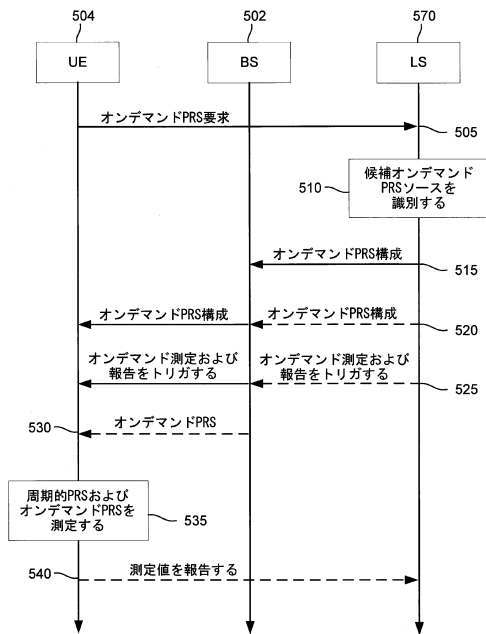 504
502
570
UE
BS
LS
オンデマンドPRS要求
505
510
候補オンデマンド
PRSソースを
識別する
オンデマンドPRS構成
515
オンデマンドPRS構成
オンデマンドPRS構成
520
オンデマンド測定および
報告をトリガする
オンデマンド測定および
報告をトリガする
525
530
オンデマンドPRS
周期的PRSおよび
オンデマンドPRSを
測定する
535
540
測定値を報告する